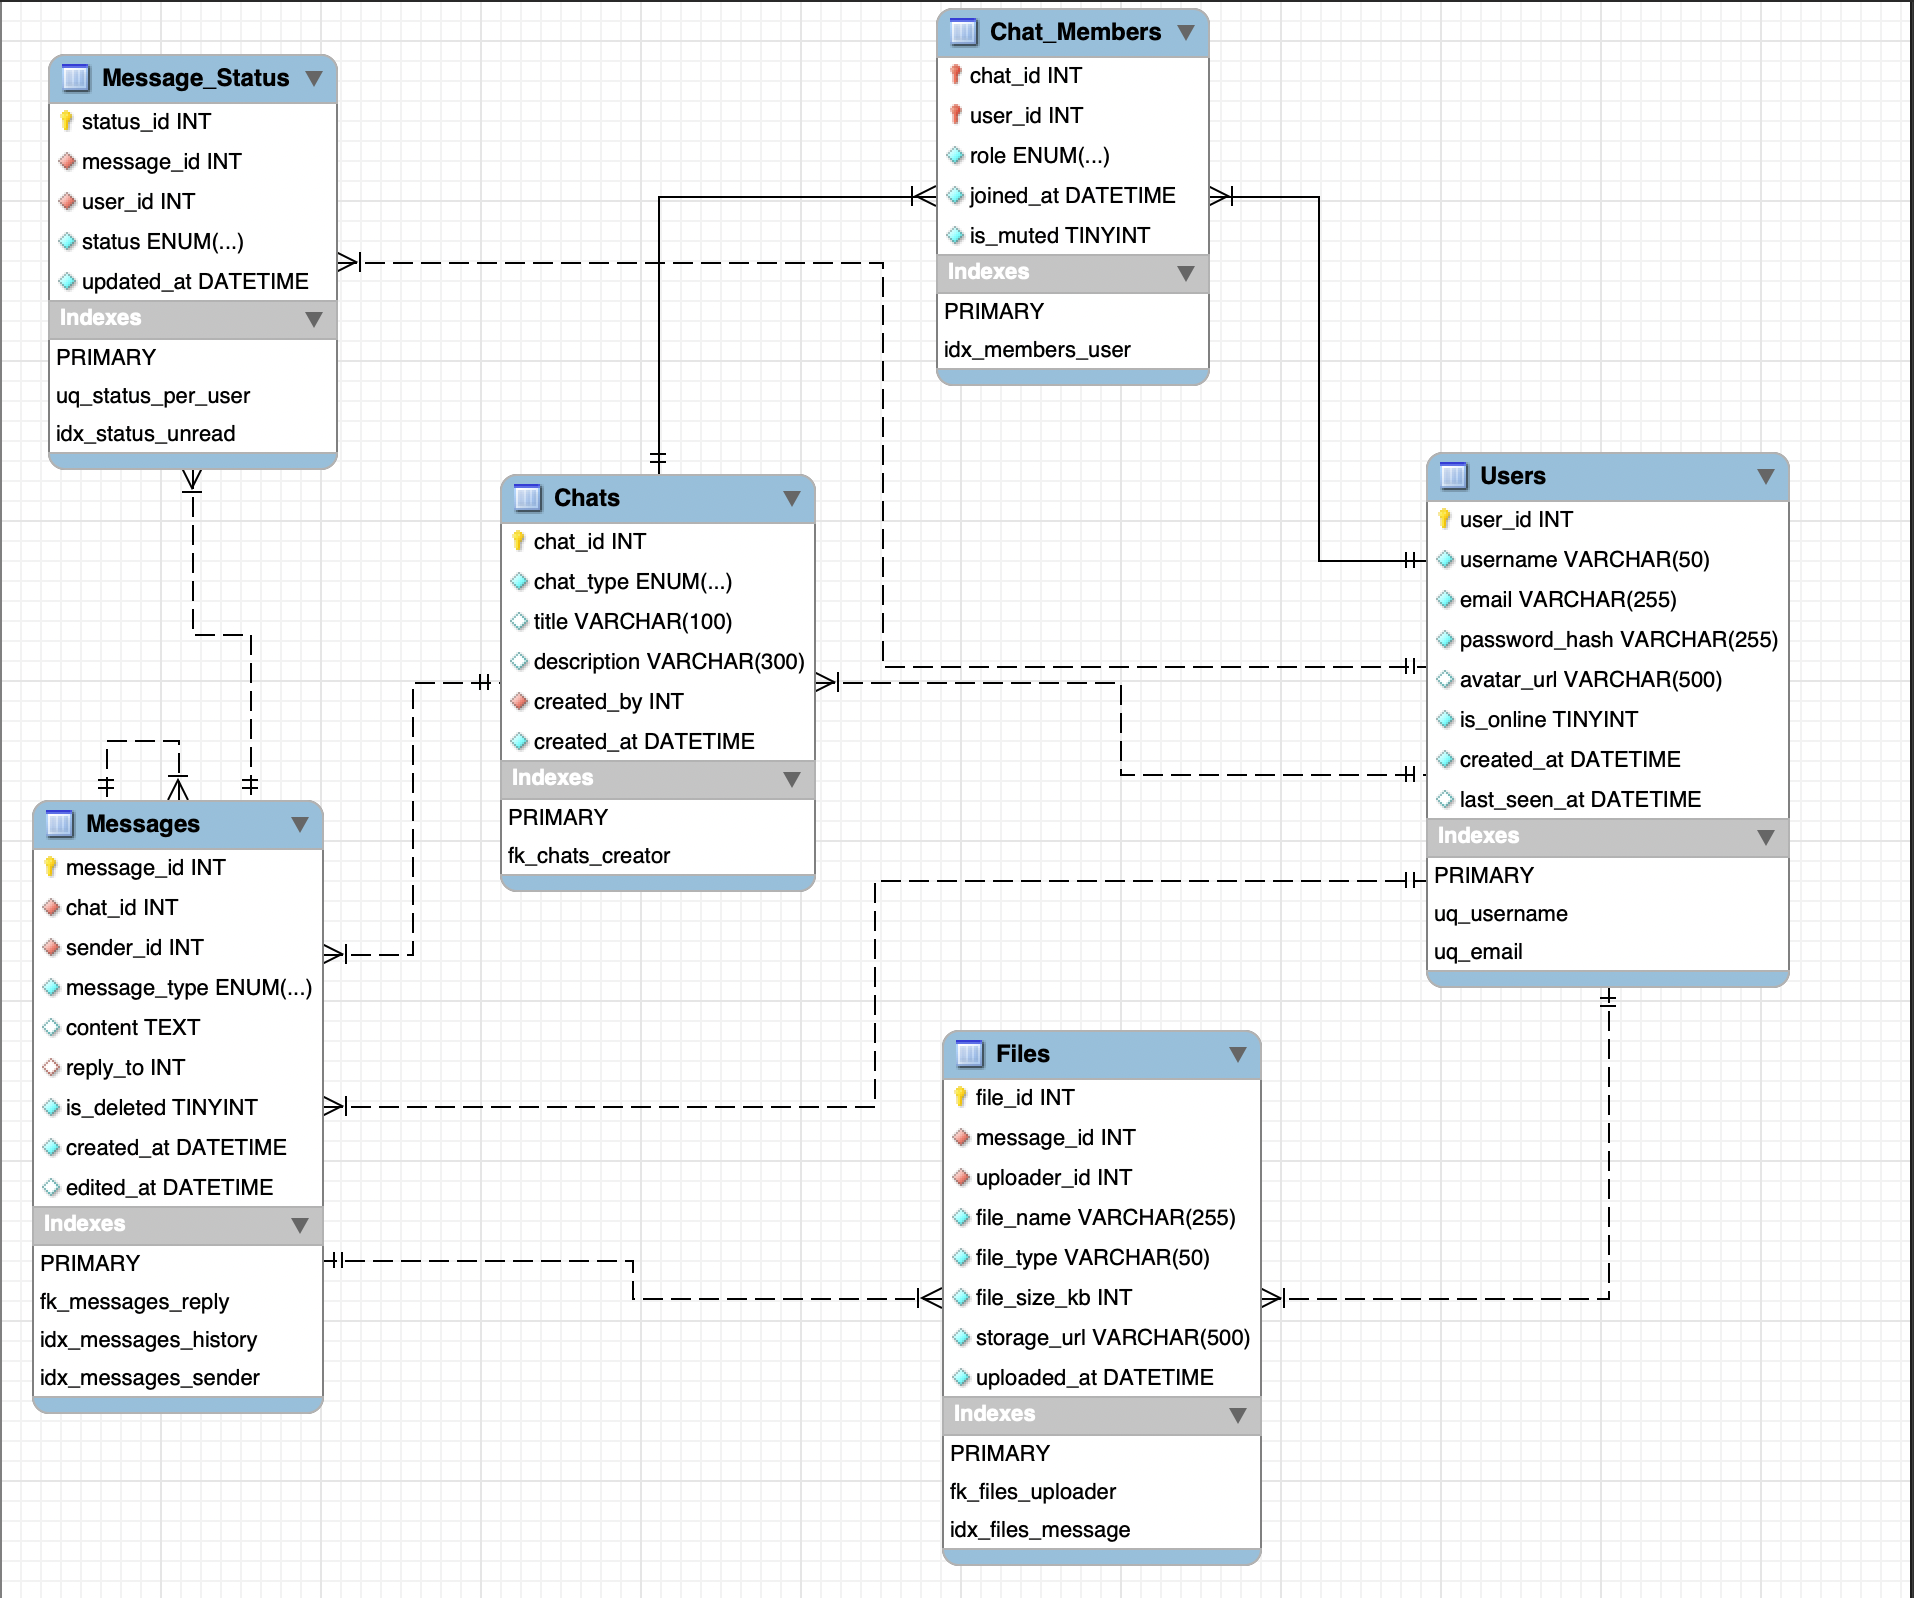 Message_Status
status_id INT
message_id INT
user_id INT
status ENUM(...)
updated_at DATETIME
Indexes
PRIMARY
uq_status_per_user
idx_status_unread
Chat_Members
chat_id INT
user_id INT
role ENUM(...)
joined_at DATETIME
is_muted TINYINT
Indexes
PRIMARY
idx_members_user
Chats
chat_id INT
chat_type ENUM(...)
title VARCHAR(100)
description VARCHAR(300)
created_by INT
created_at DATETIME
Indexes
PRIMARY
fk_chats_creator
Users
user_id INT
username VARCHAR(50)
email VARCHAR(255)
password_hash VARCHAR(255)
avatar_url VARCHAR(500)
is_online TINYINT
created_at DATETIME
last_seen_at DATETIME
Indexes
PRIMARY
uq_username
uq_email
Messages
message_id INT
chat_id INT
sender_id INT
message_type ENUM(...)
content TEXT
reply_to INT
is_deleted TINYINT
created_at DATETIME
edited_at DATETIME
Indexes
PRIMARY
fk_messages_reply
idx_messages_history
idx_messages_sender
Files
file_id INT
message_id INT
uploader_id INT
file_name VARCHAR(255)
file_type VARCHAR(50)
file_size_kb INT
storage_url VARCHAR(500)
uploaded_at DATETIME
Indexes
PRIMARY
fk_files_uploader
idx_files_message